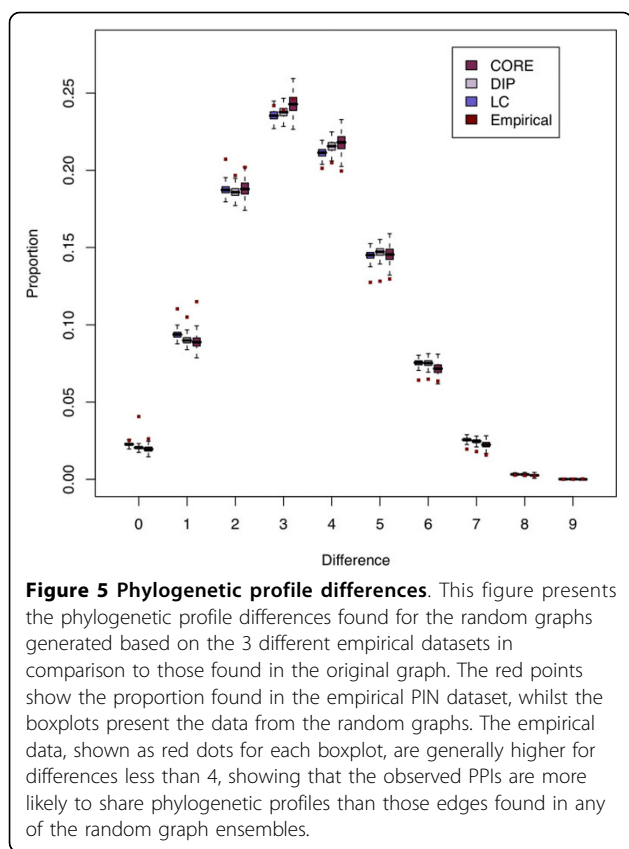 CORE
DIP
LC
Empirical
Proportion
0.25
0.20
0.15
0.10
0.05
0.00
0 1 2 3 4 5 6 7 8 9
Difference
Figure 5 Phylogenetic profile differences. This figure presents
the phylogenetic profile differences found for the random graphs
generated based on the 3 different empirical datasets in
comparison to those found in the original graph. The red points
show the proportion found in the empirical PIN dataset, whilst the
boxplots present the data from the random graphs. The empirical
data, shown as red dots for each boxplot, are generally higher for
differences less than 4, showing that the observed PPIs are more
likely to share phylogenetic profiles than those edges found in any
of the random graph ensembles.